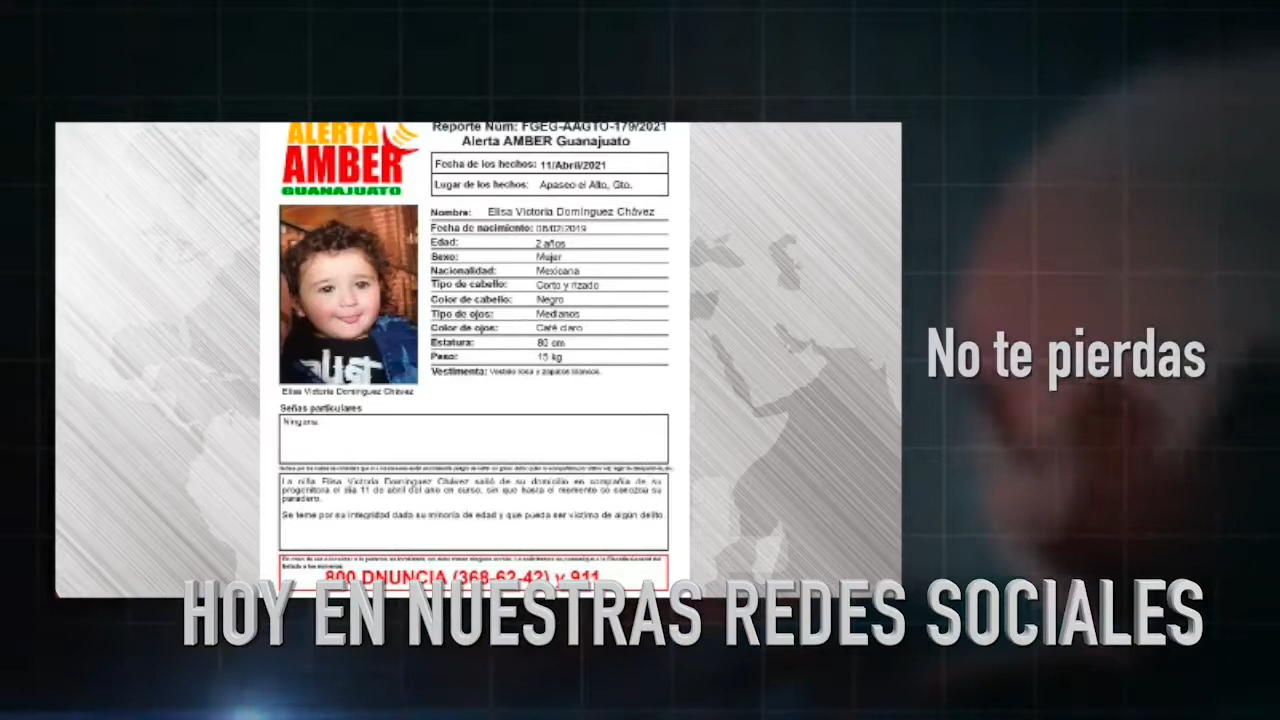 ALERTA
AMBER
GUANAJUATO
Reporte Núm: FGEG-AAGTO-179/2021
Alerta AMBER Guanajuato
Fecha de los hechos: 11/Abril/2021
Lugar de los hechos: Apaseo el Alto, Gto.
Nombre: Elisa Victoria Domínguez Chávez
Fecha de nacimiento: 08/02/2019
Edad: 2 años
Sexo: Mujer
Nacionalidad: Mexicana
Tipo de cabello: Corto y rizado
Color de cabello: Negro
Tipo de ojos: Medianos
Color de ojos: Café claro
Estatura: 80 cm
Peso: 15 kg
Vestimenta: Vestido rosa y zapatos blancos.
Elisa Victoria Domínguez Chávez
Señas particulares
Ninguna.
La niña Elisa Victoria Domínguez Chávez salió de su domicilio en compañía de su
progenitora el día 11 de abril del año en curso, sin que hasta el momento se conozca su
paradero.
Se teme por su integridad dada su minoría de edad y que pueda ser víctima de algún delito.
800 DNUNCIA (368-62-42) y 911
No te pierdas
HOY EN NUESTRAS REDES SOCIALES